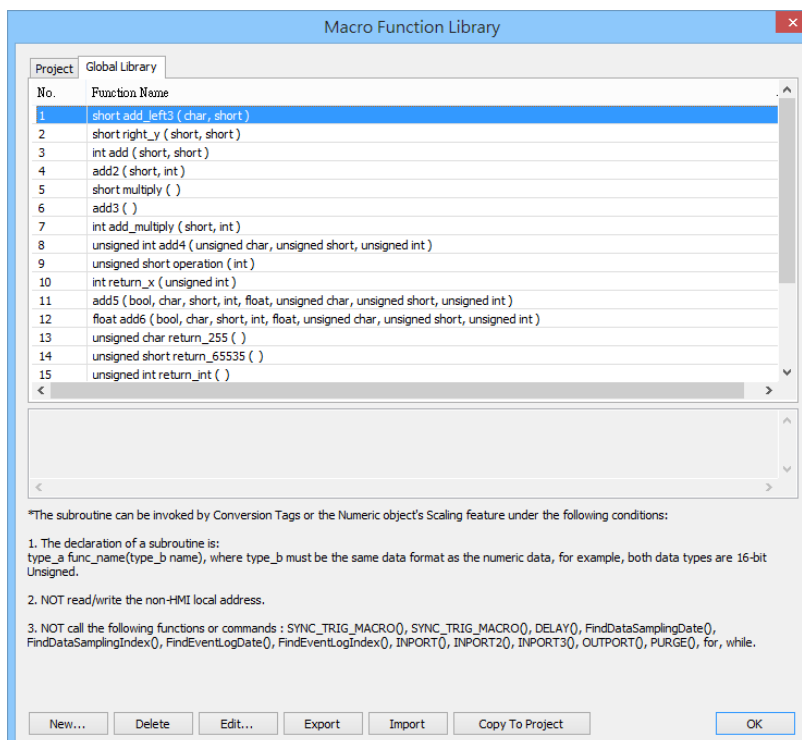 Macro Function Library
Project Global Library
No. Function Name
1 short add_left3 ( char, short )
2 short right_y ( short, short )
3 int add ( short, short )
4 add2 ( short, int )
5 short multiply ( )
6 add3 ( )
7 int add_multiply ( short, int )
8 unsigned int add4 ( unsigned char, unsigned short, unsigned int )
9 unsigned short operation ( int )
10 int return_x ( unsigned int )
11 add5 ( bool, char, short, int, float, unsigned char, unsigned short, unsigned int )
12 float add6 ( bool, char, short, int, float, unsigned char, unsigned short, unsigned int )
13 unsigned char return_255 ( )
14 unsigned short return_65535 ( )
15 unsigned int return_int ( )
*The subroutine can be invoked by Conversion Tags or the Numeric object's Scaling feature under the following conditions:
1. The declaration of a subroutine is:
type_a func_name(type_b name), where type_b must be the same data format as the numeric data, for example, both data types are 16-bit
Unsigned.
2. NOT read/write the non-HMI local address.
3. NOT call the following functions or commands : SYNC_TRIG_MACRO(), SYNC_TRIG_MACRO(), DELAY(), FindDataSamplingDate(),
FindDataSamplingIndex(), FindEventLogDate(), FindEventLogIndex(), INPORT(), INPORT2(), INPORT3(), OUTPORT(), PURGE(), for, while.
New... Delete Edit... Export Import Copy To Project OK